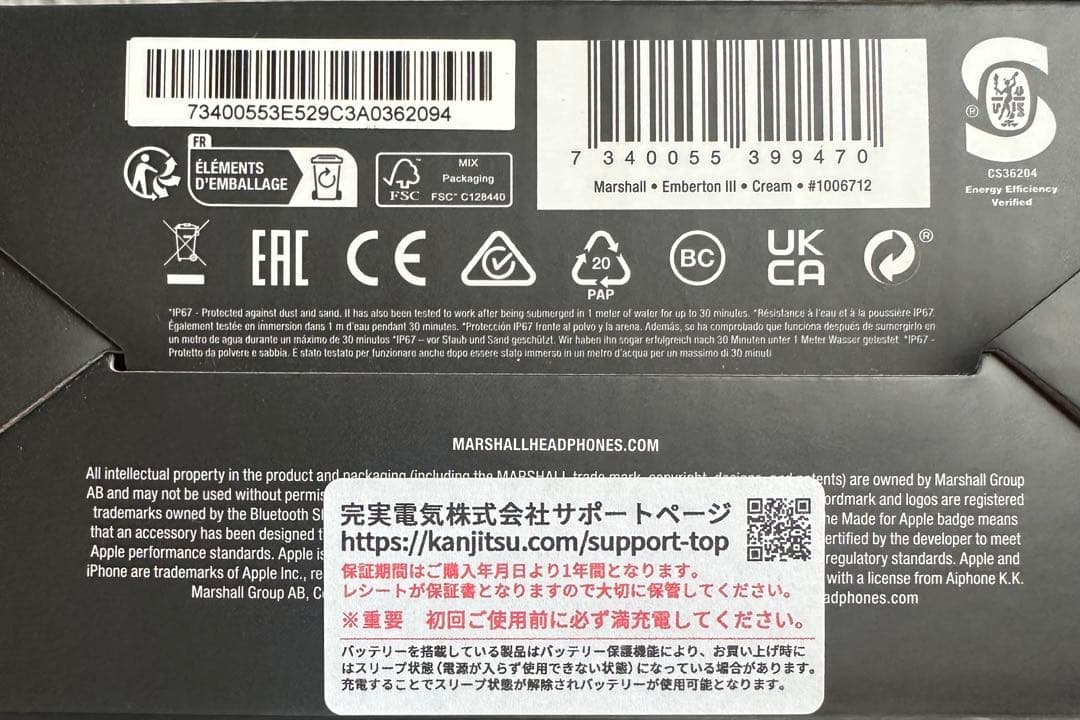 73400553E529C3A0362094
7 340055 399470
Marshall • Emberton III • Cream • #1006712
®
CS36204
Energy Efficiency
Verified
FR
ÉLÉMENTS
D'EMBALLAGE
FSC
MIX
Packaging
FSC™ C128440
EAC
CE
20
PAP
BC
UK
CA
®
*IP67 - Protected against dust and sand. It has also been tested to work after being submerged in 1 meter of water for up to 30 minutes. *Résistance à l'eau et à la poussière IP67.
Également testée en immersion dans 1 m d'eau pendant 30 minutes. *Protección IP67 frente al polvo y la arena. Además, se ha comprobado que funciona después de sumergirlo en
un metro de agua durante un máximo de 30 minutos *IP67 – vor Staub und Sand geschützt. Wir haben ihn sogar erfolgreich nach 30 Minuten unter 1 Meter Wasser getestet. *IP67 -
Protetto da polvere e sabbia. È stato testato per funzionare anche dopo essere stato immerso in un metro d'acqua per un massimo di 30 minuti
MARSHALLHEADPHONES.COM
All intellectual property in the product and packaging (including the MARSHALL trade mark, copyright, designs, and patents) are owned by Marshall Group
AB and may not be used without permis ordmark and logos are registered
trademarks owned by the Bluetooth SI he Made for Apple badge means
that an accessory has been designed t ertified by the developer to meet
Apple performance standards. Apple is regulatory standards. Apple and
iPhone are trademarks of Apple Inc., re with a license from Aiphone K.K.
Marshall Group AB, C adphones.com
完実電気株式会社サポートページ
https://kanjitsu.com/support-top
保証期間はご購入年月日より1年間となります。
レシートが保証書となりますので大切に保管してください。
※重要 初回ご使用前に必ず満充電してください。
バッテリーを搭載している製品はバッテリー保護機能により、お買い上げ時に
はスリープ状態(電源が入らず使用できない状態)になっている場合があります。
充電することでスリープ状態が解除されバッテリーが使用可能となります。